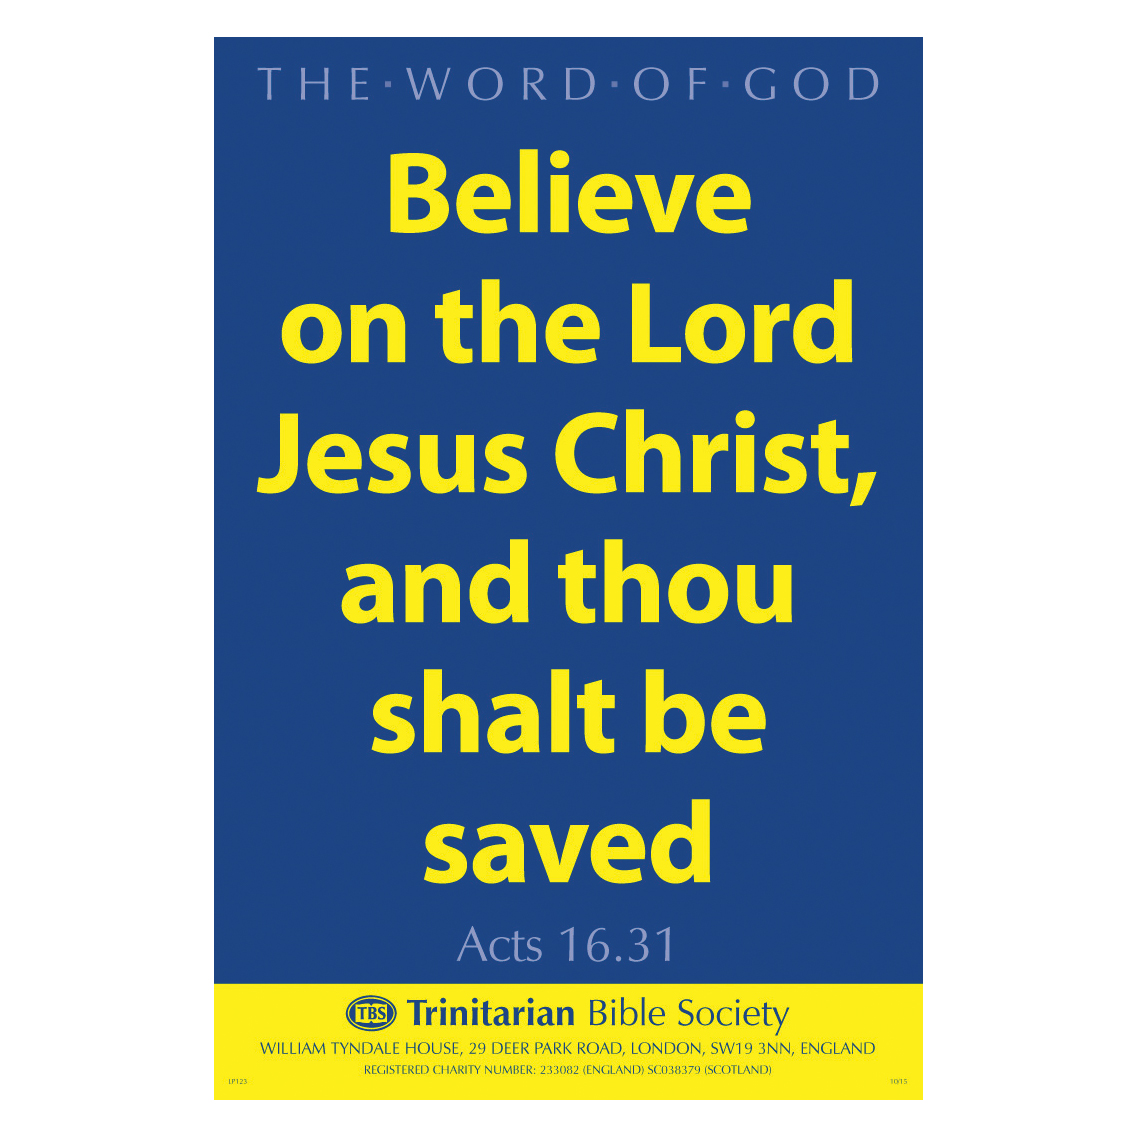 THE·WORD·OF·GOD
Believe
on the Lord
Jesus Christ,
and thou
shalt be
saved
Acts 16.31
TBS Trinitarian Bible Society
WILLIAM TYNDALE HOUSE, 29 DEER PARK ROAD, LONDON, SW19 3NN, ENGLAND
REGISTERED CHARITY NUMBER: 233082 (ENGLAND) SC038379 (SCOTLAND)
LP123 10/15